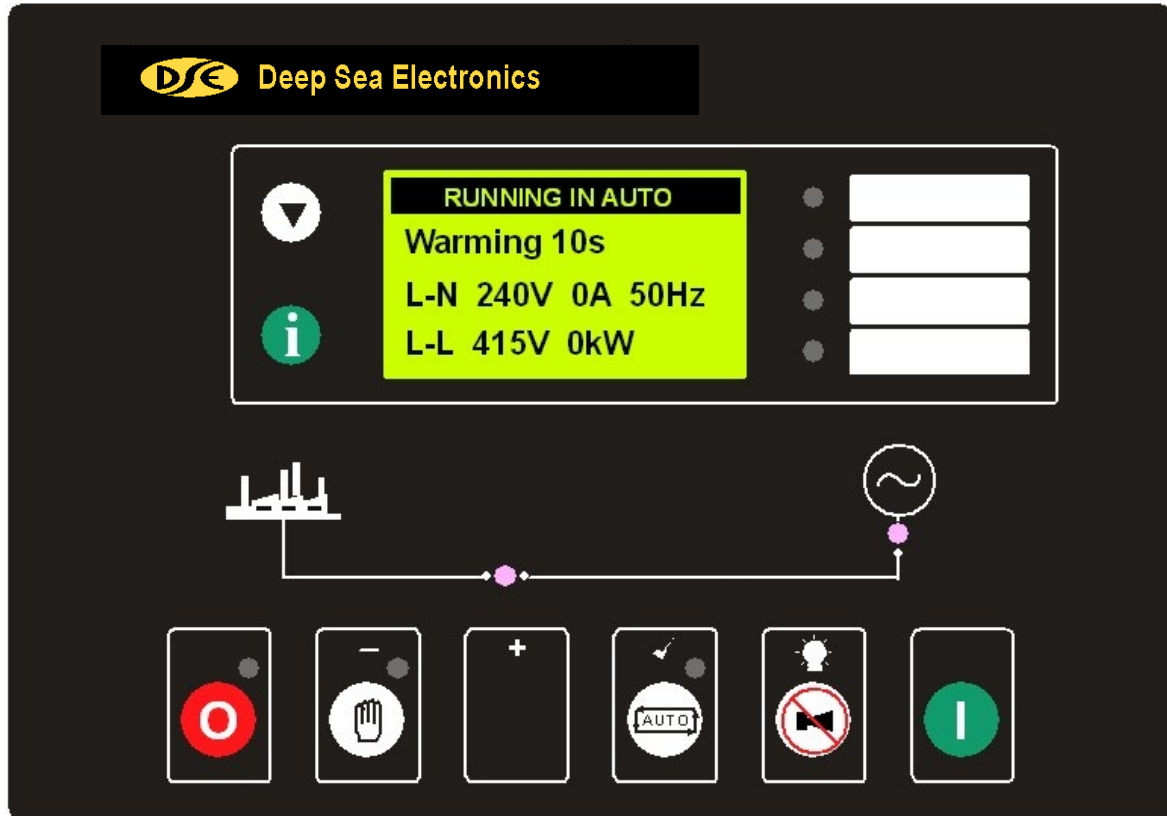 DSE Deep Sea Electronics
RUNNING IN AUTO
Warming 10s
L-N 240V 0A 50Hz
L-L 415V 0kW
i
− +
O AUTO I